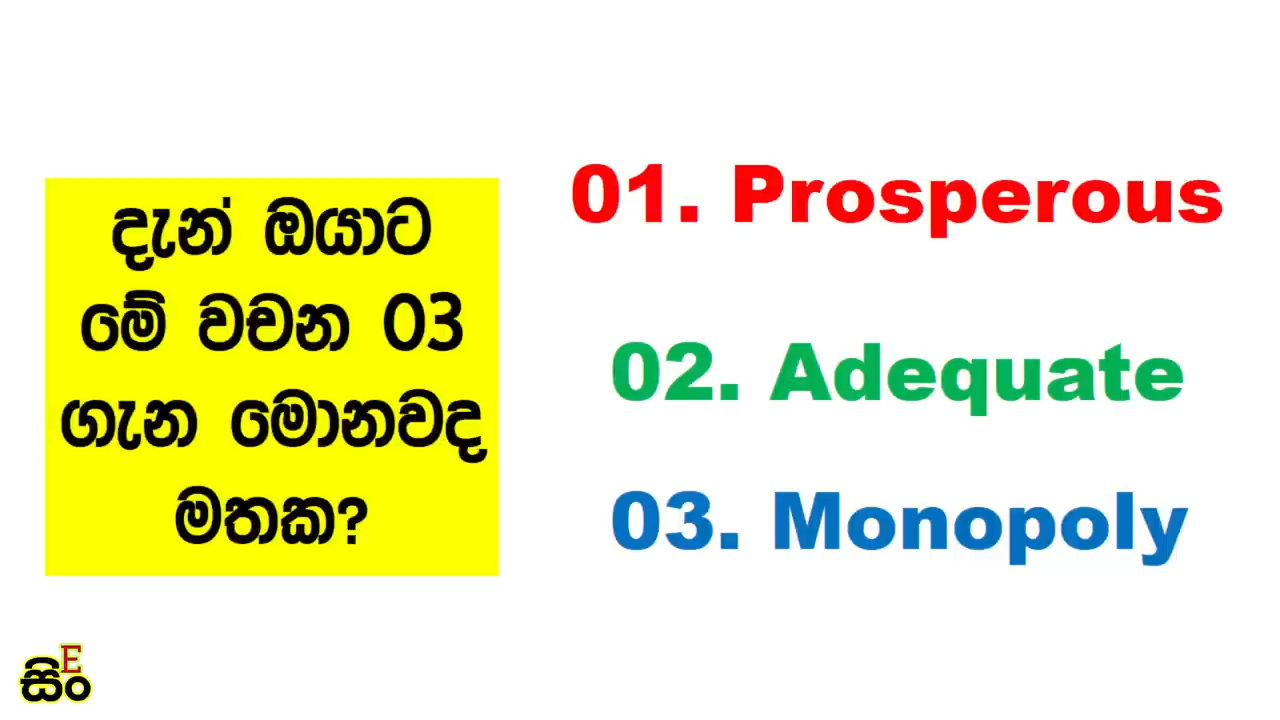 දැන් ඔයාට
මේ වචන 03
ගැන මොනවද
මතක?
01. Prosperous
02. Adequate
03. Monopoly
E
සිං